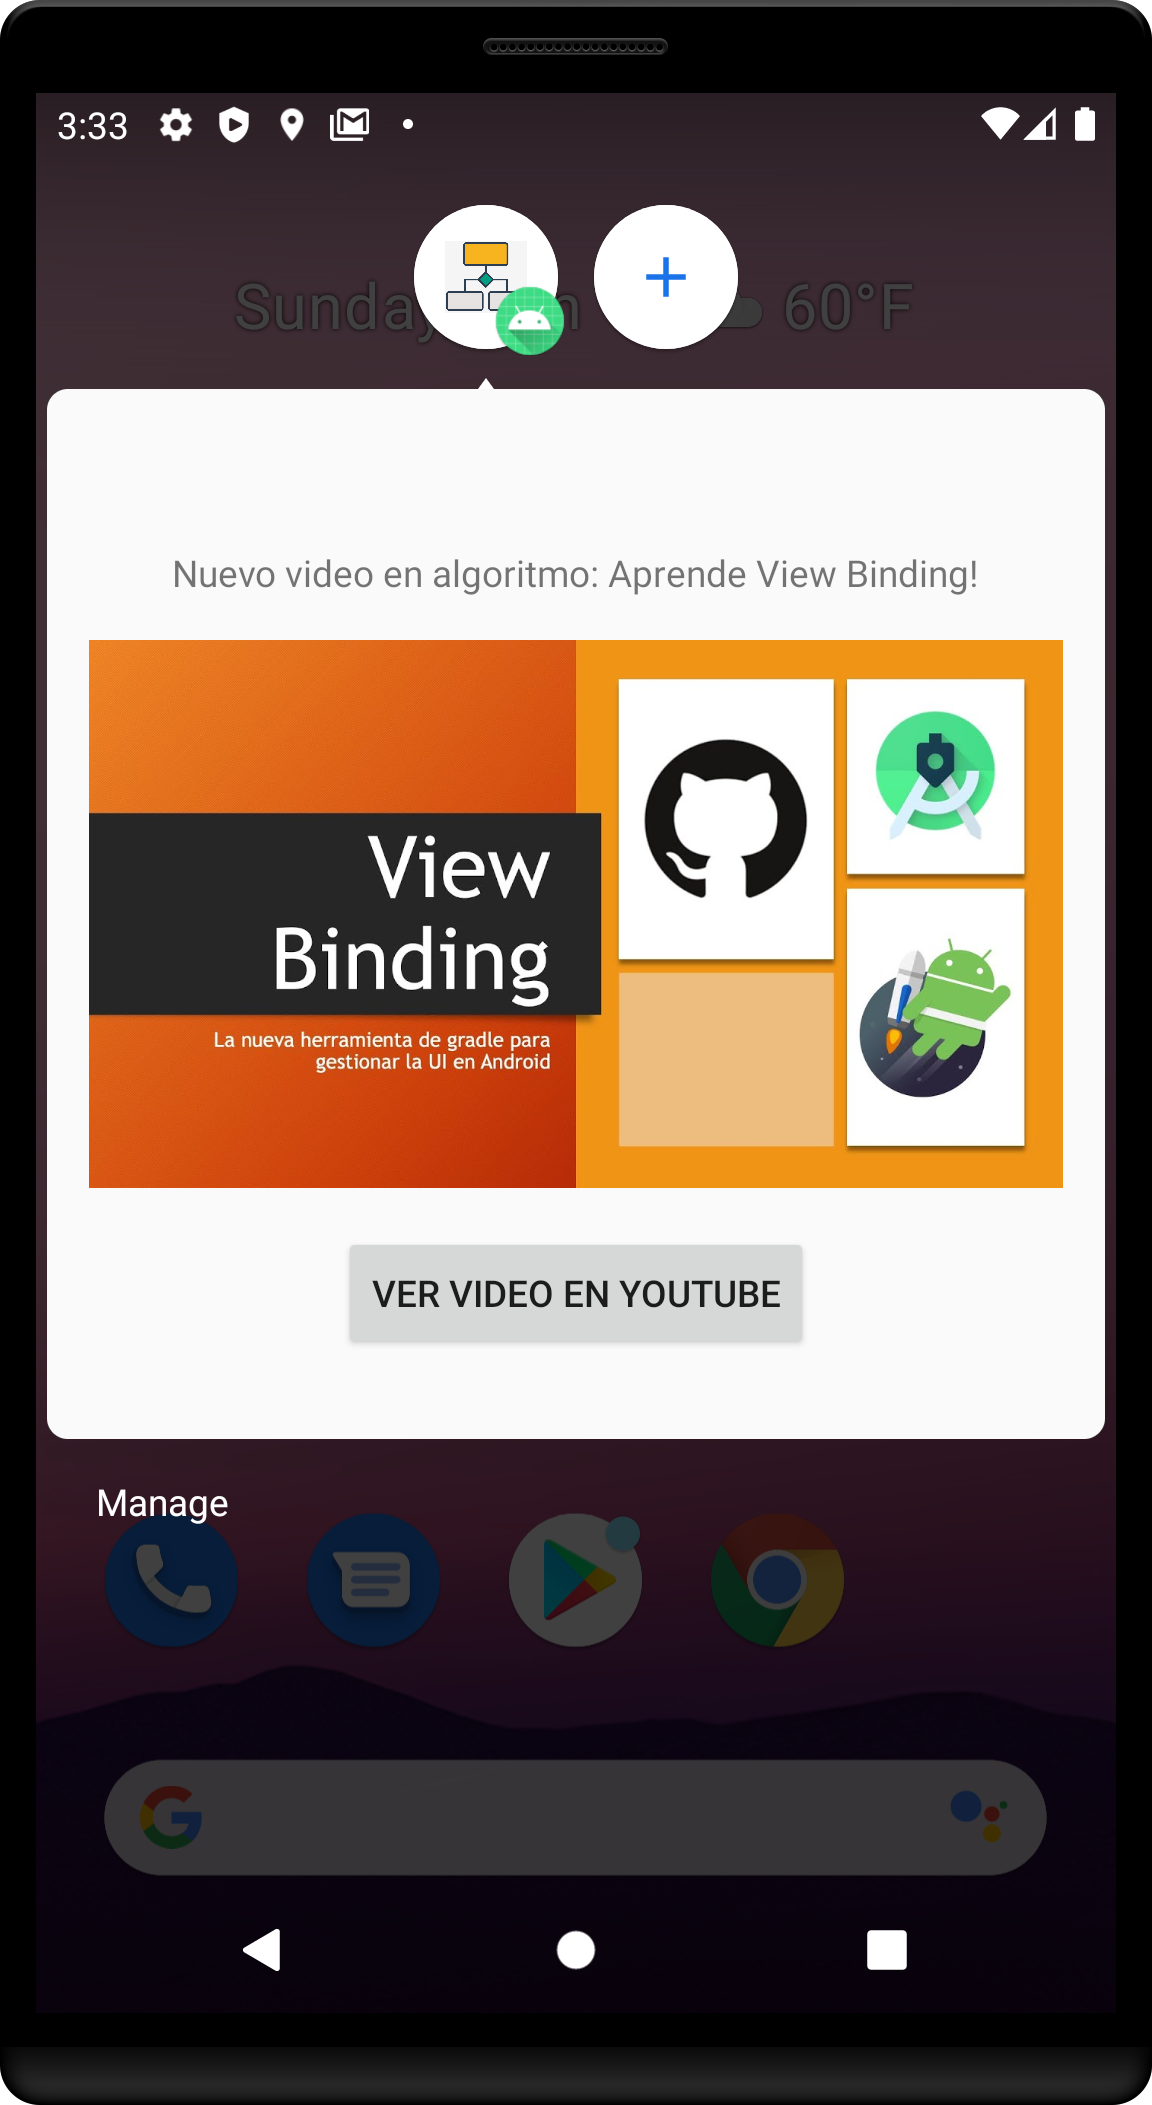 3:33
Sunday
60°F
Nuevo video en algoritmo: Aprende View Binding!
View
Binding
La nueva herramienta de gradle para
gestionar la UI en Android
VER VIDEO EN YOUTUBE
Manage